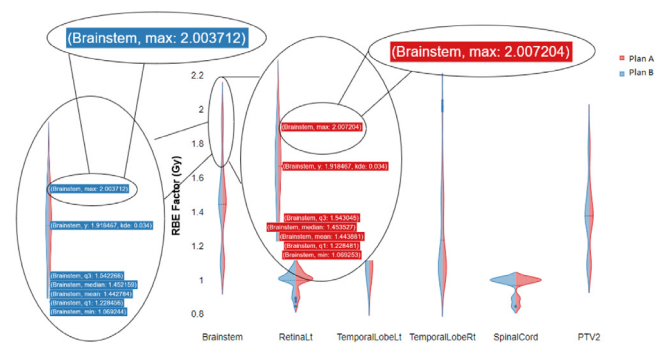 (Brainstem, max: 2.003712)
(Brainstem, max: 2.007204)
Plan A
Plan B
(Brainstem, max: 2.003712)
(Brainstem, y: 1.918467, kde: 0.034)
(Brainstem, q3: 1.542266)
(Brainstem, median: 1.452159)
(Brainstem, mean: 1.442784)
(Brainstem, q1: 1.228456)
(Brainstem, min: 1.069244)
RBE Factor (Gy)
2.2
2
1.8
1.6
1.4
1.2
1
0.8
(Brainstem, max: 2.007204)
(Brainstem, y: 1.918467, kde: 0.034)
(Brainstem, q3: 1.543045)
(Brainstem, median: 1.453527)
(Brainstem, mean: 1.443881)
(Brainstem, q1: 1.228481)
(Brainstem, min: 1.069253)
Brainstem RetinaLt TemporalLobeLt TemporalLobeRt SpinalCord PTV2